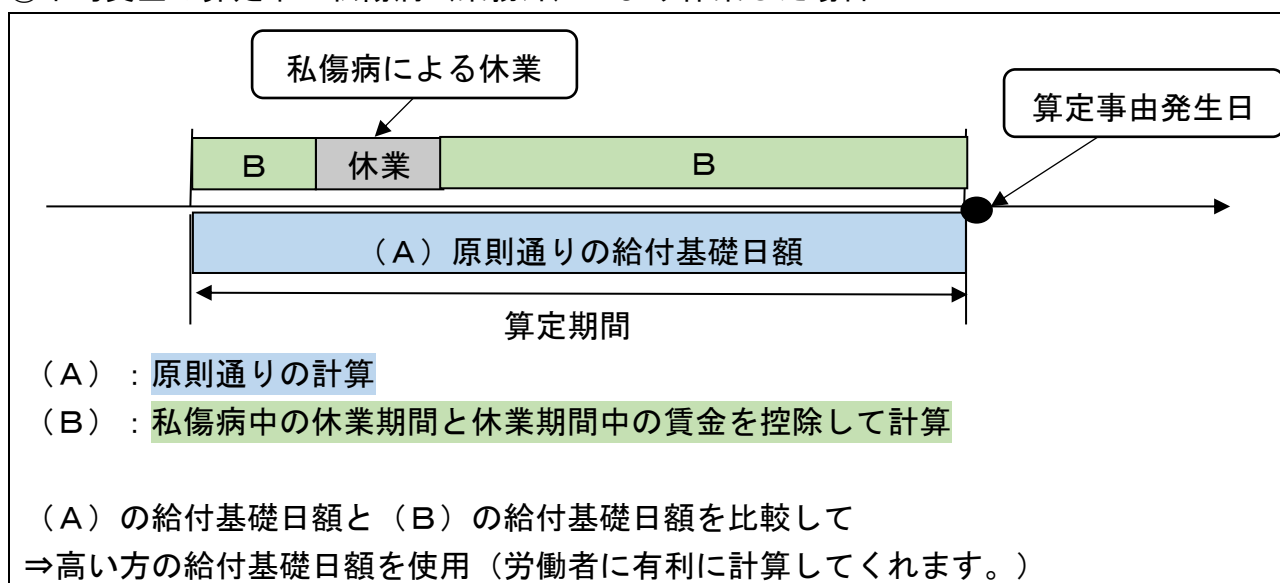 私傷病による休業
算定事由発生日
B 休業 B
(A)原則通りの給付基礎日額
算定期間
(A):原則通りの計算
(B):私傷病中の休業期間と休業期間中の賃金を控除して計算
(A)の給付基礎日額と(B)の給付基礎日額を比較して
⇒高い方の給付基礎日額を使用(労働者に有利に計算してくれます。)